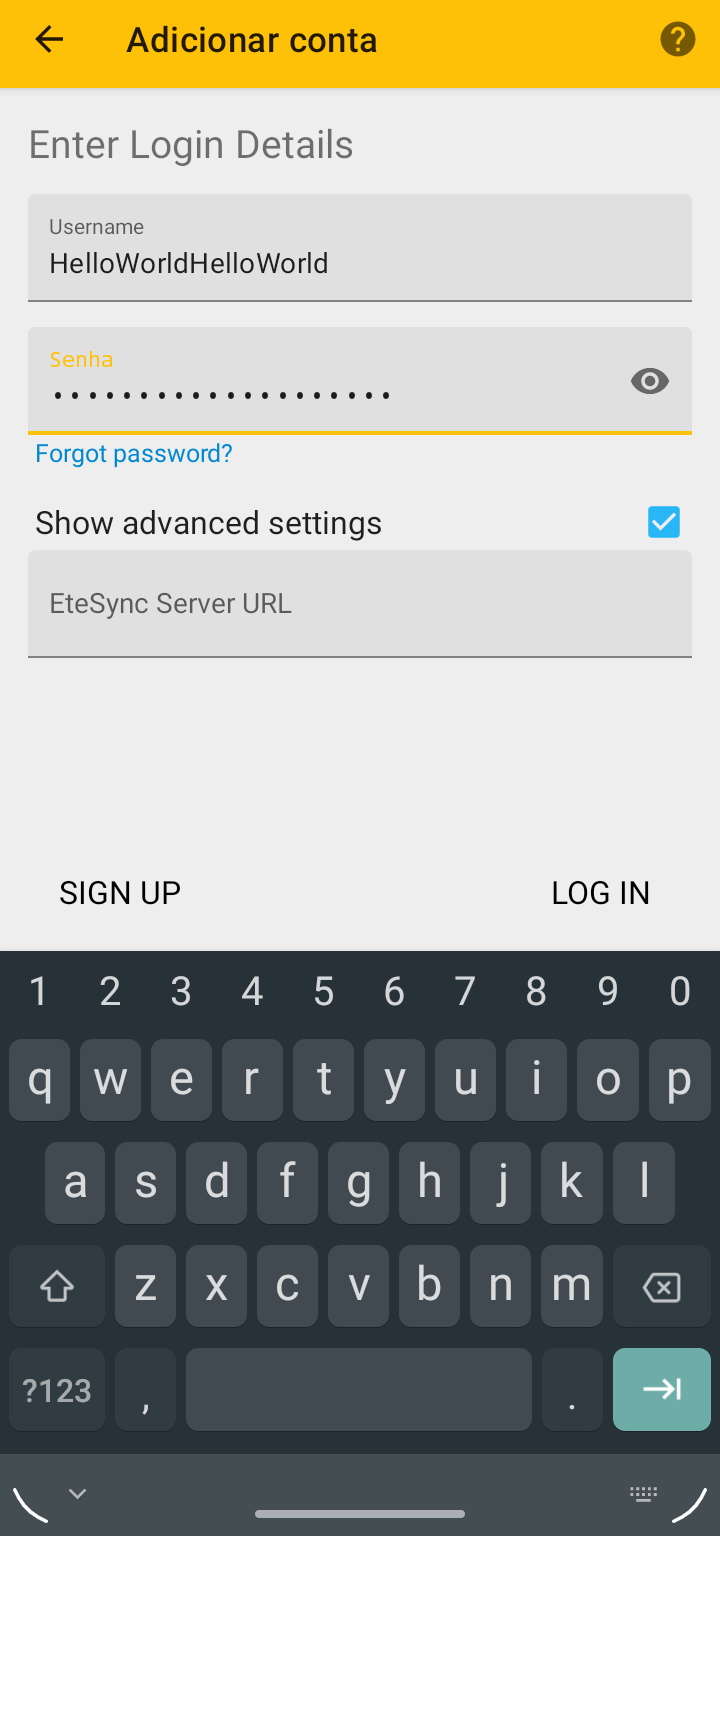 Adicionar conta
Enter Login Details
Username
HelloWorldHelloWorld
Senha
••••••••••••••••••••
Forgot password?
Show advanced settings
EteSync Server URL
SIGN UP
LOG IN
1 2 3 4 5 6 7 8 9 0
q w e r t y u i o p
a s d f g h j k l
z x c v b n m
?123 , .